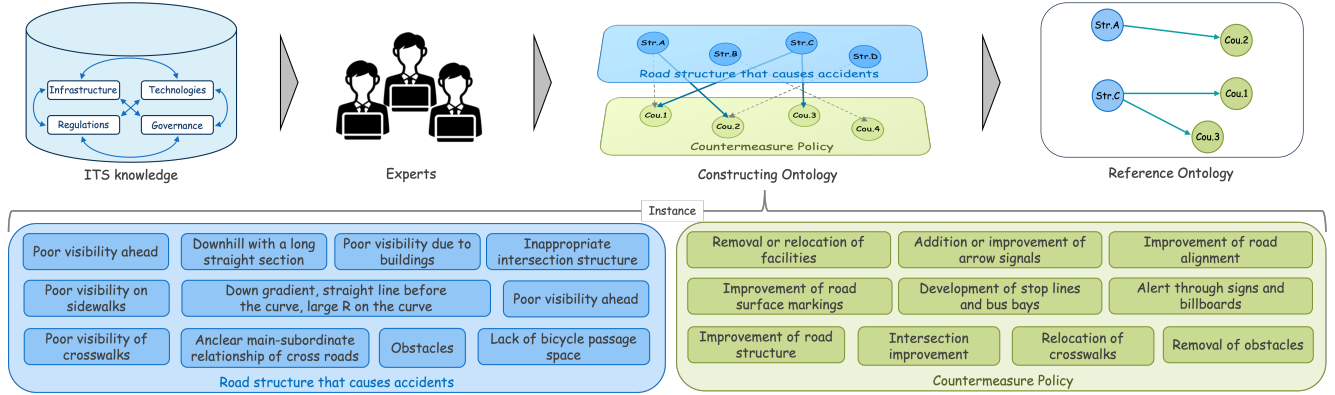 Infrastructure
Technologies
Regulations
Governance
ITS knowledge
Experts
Str.A
Str.B
Str.C
Str.D
Road structure that causes accidents
Cou.1
Cou.2
Cou.3
Cou.4
Countermeasure Policy
Constructing Ontology
Str.A
Cou.2
Str.C
Cou.1
Cou.3
Reference Ontology
Instance
Poor visibility ahead
Downhill with a long
straight section
Poor visibility due to
buildings
Inappropriate
intersection structure
Poor visibility on
sidewalks
Down gradient, straight line before
the curve, large R on the curve
Poor visibility ahead
Poor visibility of
crosswalks
Anclear main-subordinate
relationship of cross roads
Obstacles
Lack of bicycle passage
space
Road structure that causes accidents
Removal or relocation of
facilities
Addition or improvement of
arrow signals
Improvement of road
alignment
Improvement of road
surface markings
Development of stop lines
and bus bays
Alert through signs and
billboards
Improvement of road
structure
Intersection
improvement
Relocation of
crosswalks
Removal of obstacles
Countermeasure Policy